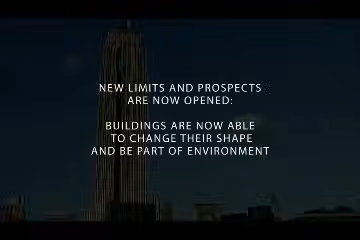 NEW LIMITS AND PROSPECTS
ARE NOW OPENED:
BUILDINGS ARE NOW ABLE
TO CHANGE THEIR SHAPE
AND BE PART OF ENVIRONMENT